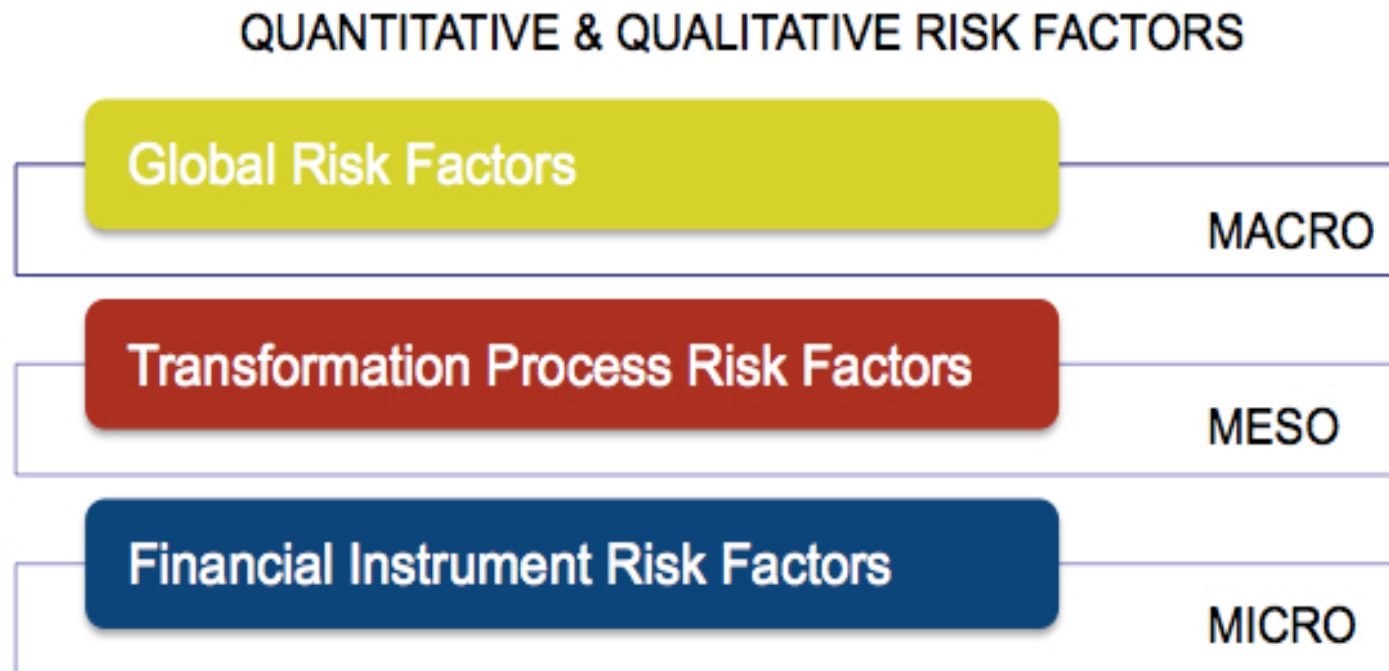 QUANTITATIVE & QUALITATIVE RISK FACTORS
Global Risk Factors
MACRO
Transformation Process Risk Factors
MESO
Financial Instrument Risk Factors
MICRO